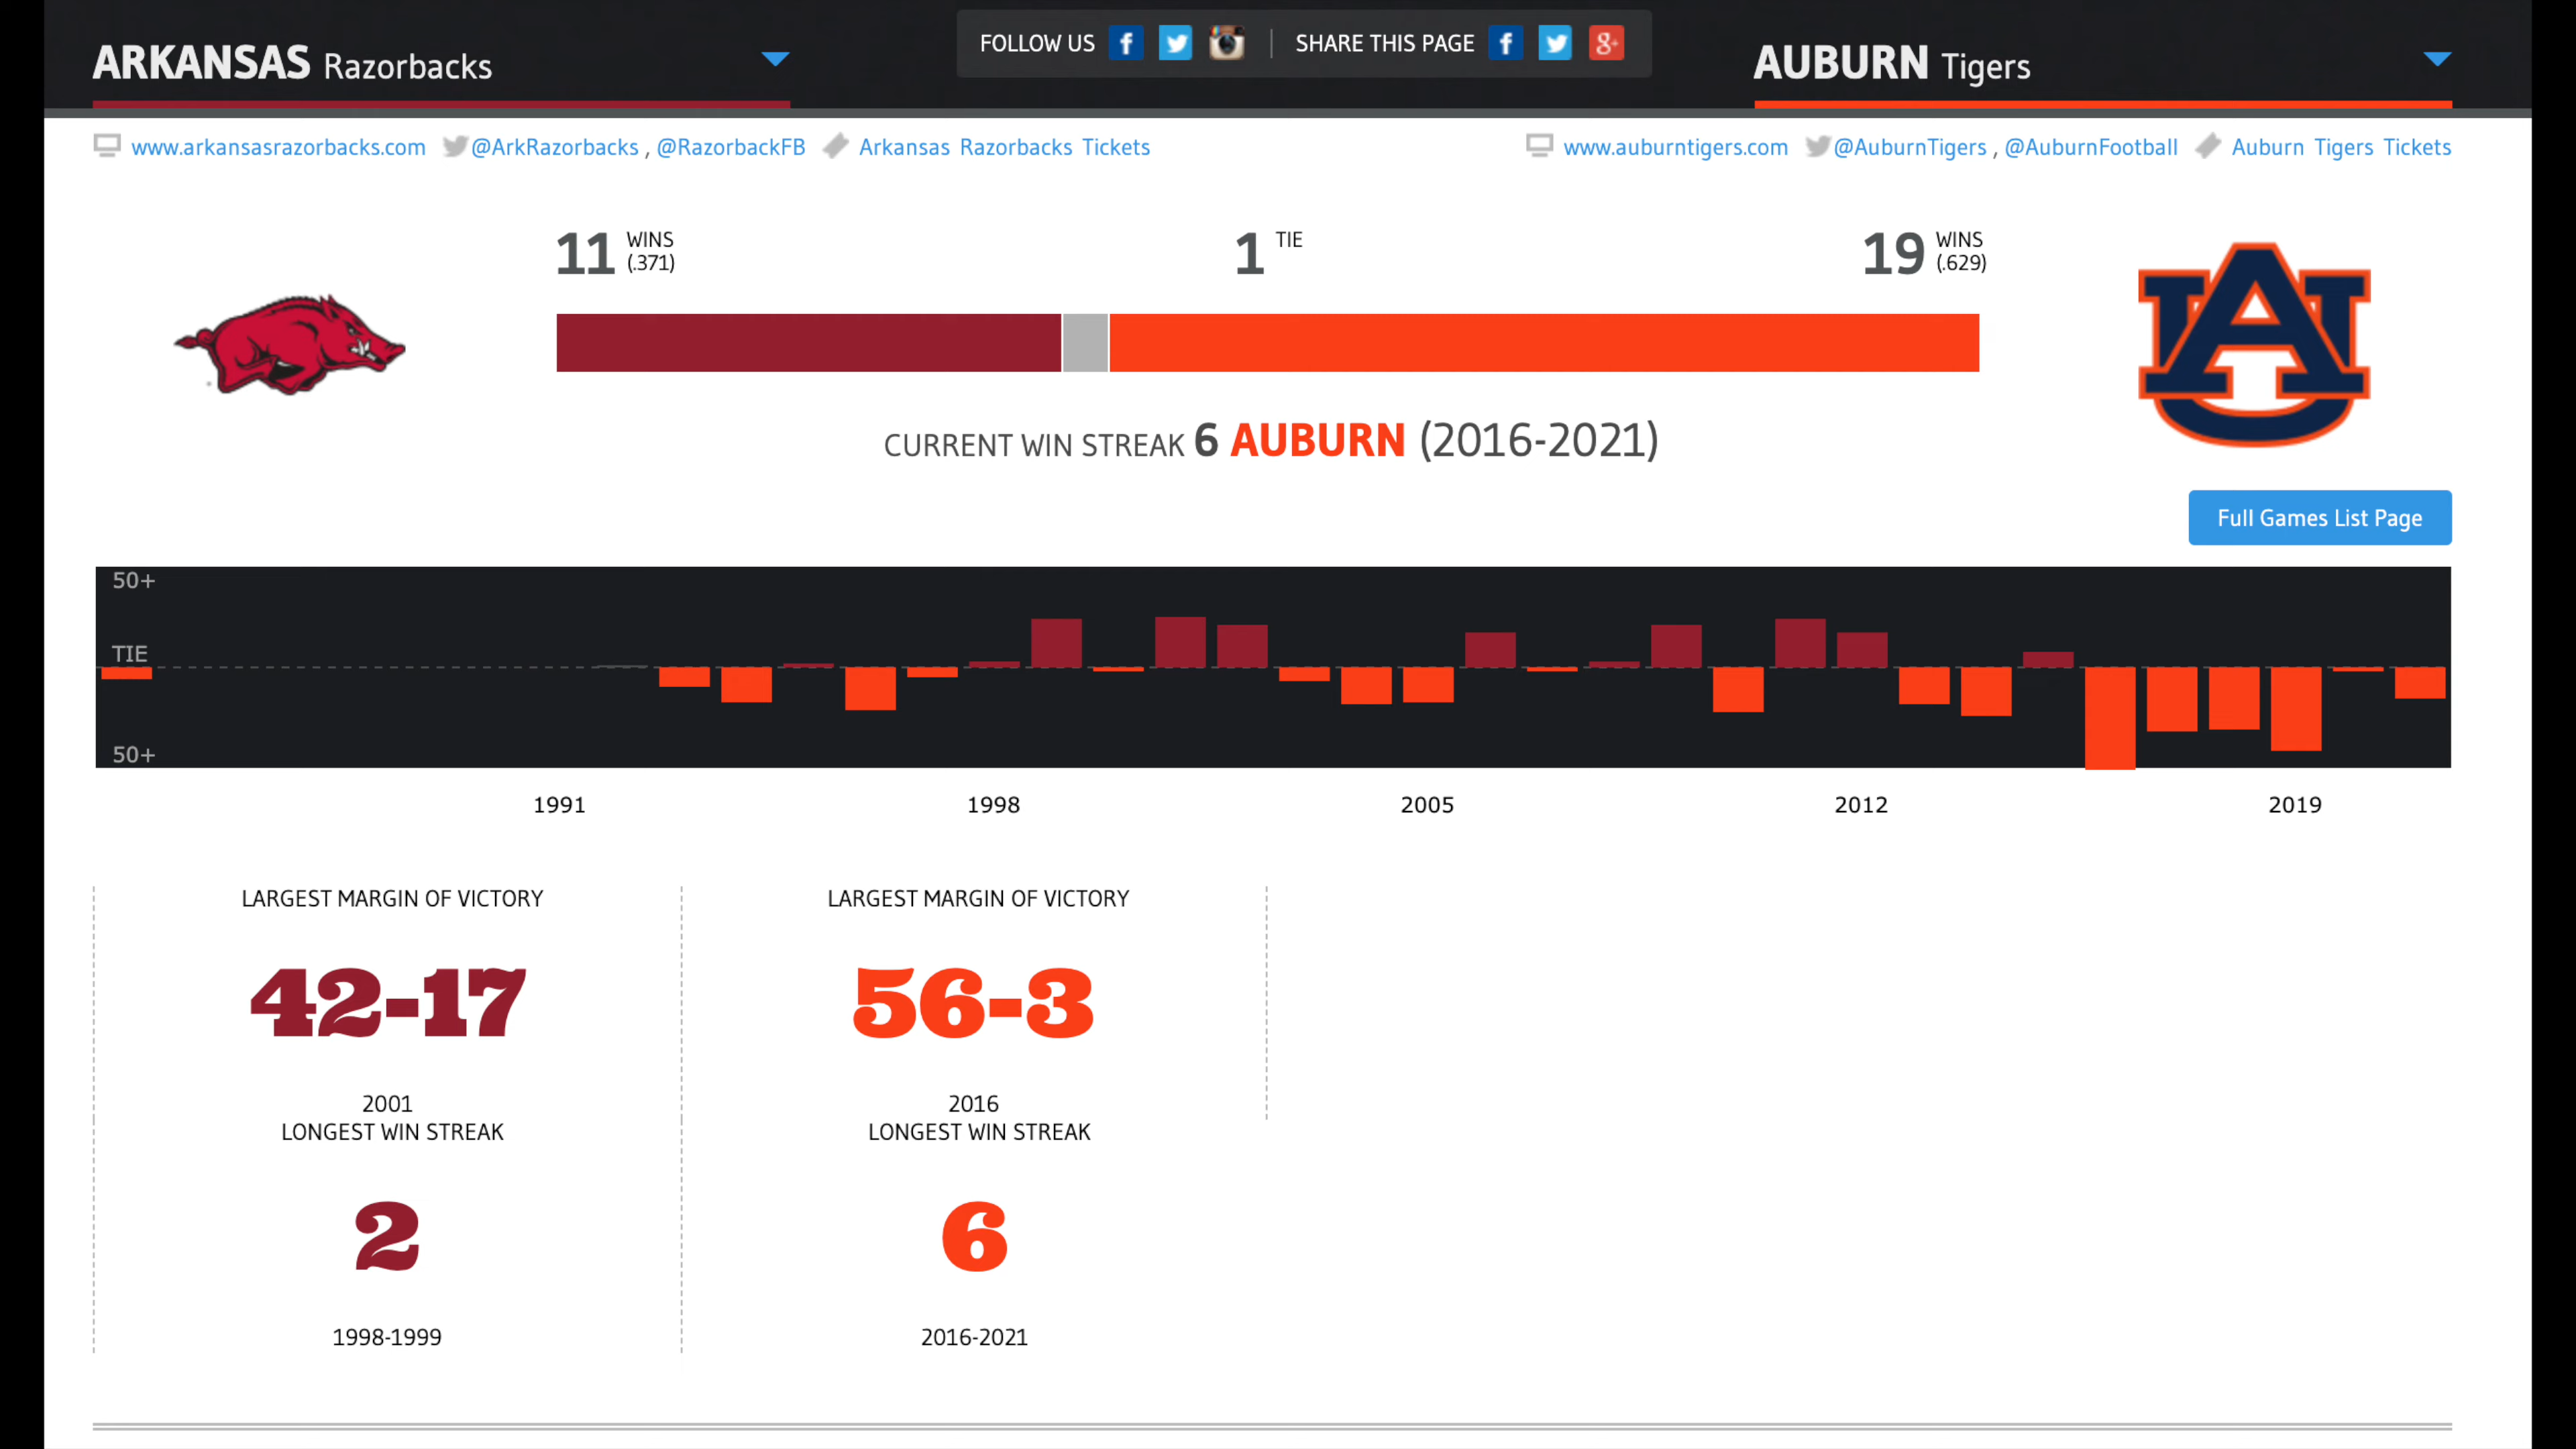 ARKANSAS Razorbacks
FOLLOW US f | SHARE THIS PAGE f g+
AUBURN Tigers
www.arkansasrazorbacks.com @ArkRazorbacks , @RazorbackFB Arkansas Razorbacks Tickets
www.auburntigers.com @AuburnTigers , @AuburnFootball Auburn Tigers Tickets
11 WINS (.371)
1 TIE
19 WINS (.629)
AU
CURRENT WIN STREAK 6 AUBURN (2016-2021)
Full Games List Page
50+
TIE
50+
1991 1998 2005 2012 2019
LARGEST MARGIN OF VICTORY
42-17
2001
LONGEST WIN STREAK
2
1998-1999
LARGEST MARGIN OF VICTORY
56-3
2016
LONGEST WIN STREAK
6
2016-2021